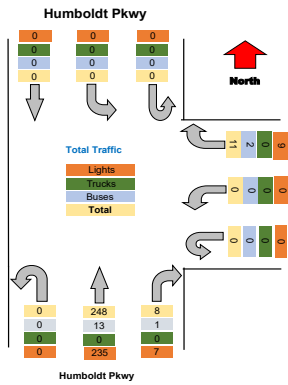 Humboldt Pkwy
0 0 0
0 0 0
0 0 0
0 0 0
North
Total Traffic
Lights
Trucks
Buses
Total
11 2 0 9
0 0 0 0
0 0 0 0
0 248 8
0 13 1
0 0 0
0 235 7
Humboldt Pkwy